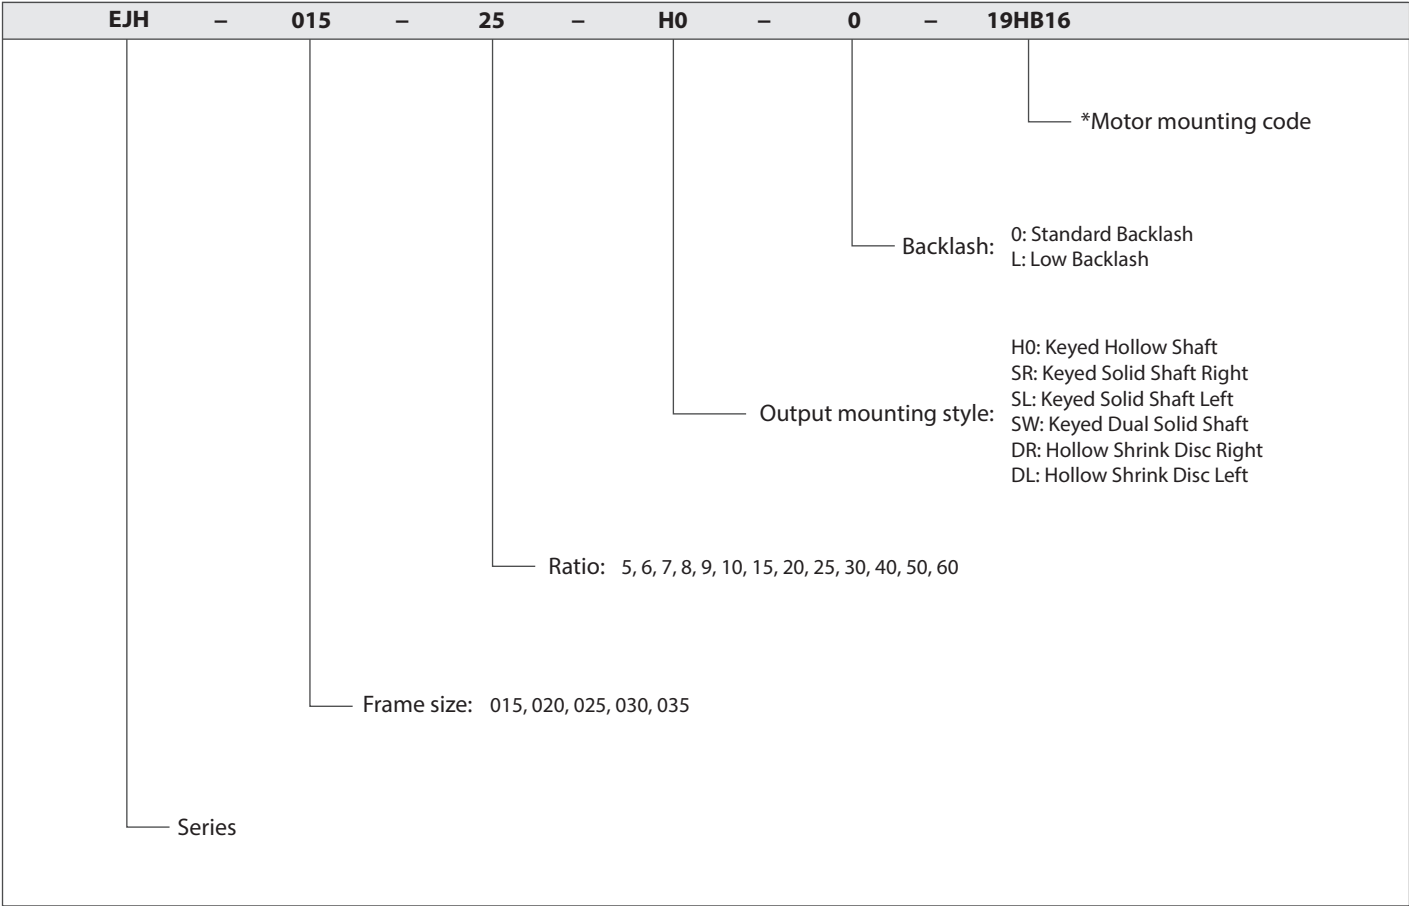 EJH – 015 – 25 – H0 – 0 – 19HB16
*Motor mounting code
Backlash:
0: Standard Backlash
L: Low Backlash
Output mounting style:
H0: Keyed Hollow Shaft
SR: Keyed Solid Shaft Right
SL: Keyed Solid Shaft Left
SW: Keyed Dual Solid Shaft
DR: Hollow Shrink Disc Right
DL: Hollow Shrink Disc Left
Ratio: 5, 6, 7, 8, 9, 10, 15, 20, 25, 30, 40, 50, 60
Frame size: 015, 020, 025, 030, 035
Series